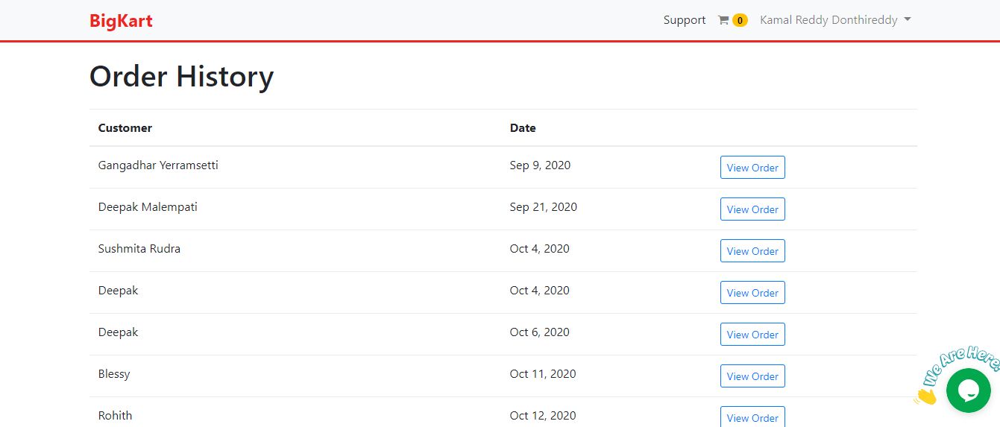 BigKart Support 0 Kamal Reddy Donthireddy
Order History
Customer Date
Gangadhar Yerramsetti Sep 9, 2020 View Order
Deepak Malempati Sep 21, 2020 View Order
Sushmita Rudra Oct 4, 2020 View Order
Deepak Oct 4, 2020 View Order
Deepak Oct 6, 2020 View Order
Blessy Oct 11, 2020 View Order
We Are Here!
Rohith Oct 12, 2020 View Order